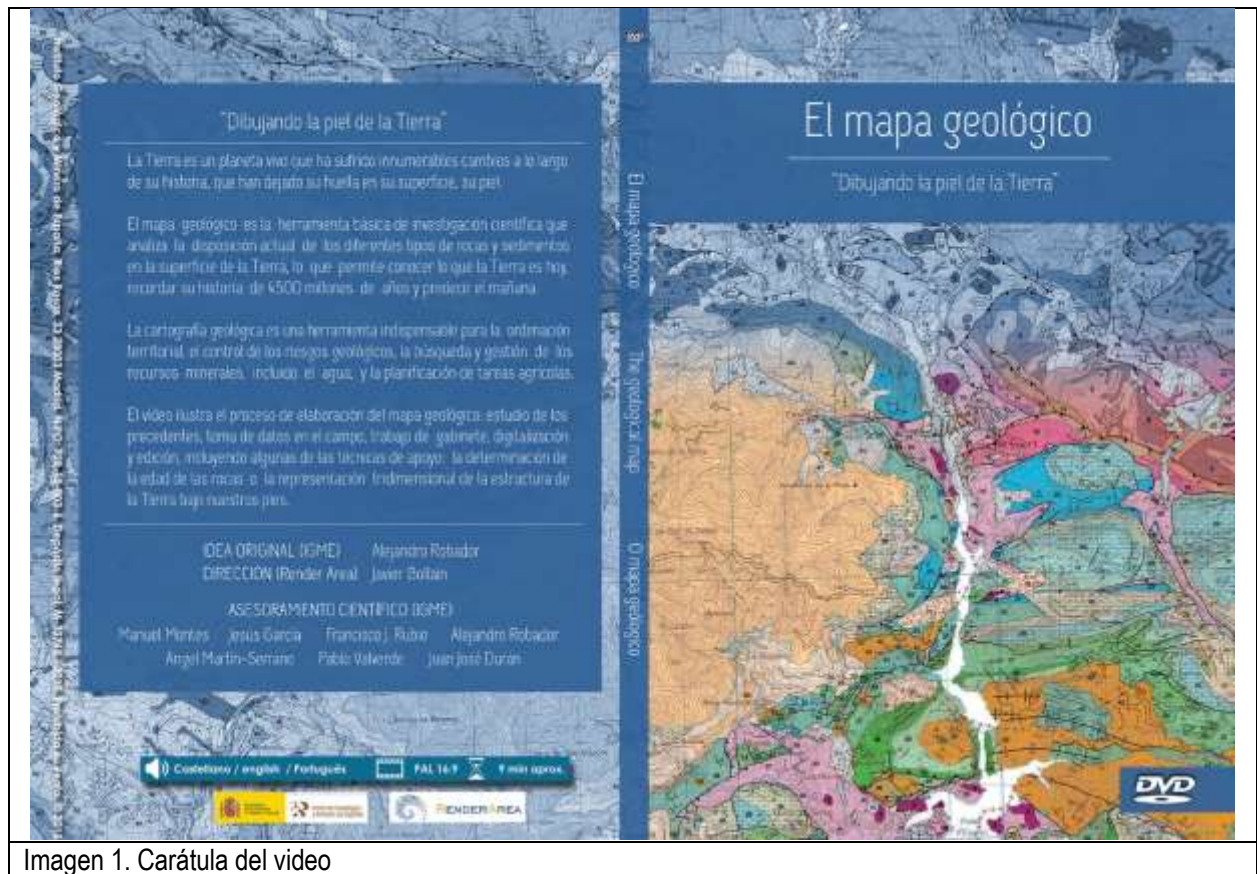 "Dibujando la piel de la Tierra"
La Tierra es un planeta vivo que ha sufrido innumerables cambios a lo largo
de su historia, que han dejado su huella en su superficie, su piel.
El mapa geológico es la herramienta básica de investigación científica que
analiza la disposición actual de los diferentes tipos de rocas y sedimentos
en la superficie de la Tierra, lo que permite conocer lo que la Tierra es hoy,
recordar su historia de 4500 millones de años y predecir el mañana.
La cartografía geológica es una herramienta indispensable para la ordenación
territorial, el control de los riesgos geológicos, la búsqueda y gestión de los
recursos minerales, incluido el agua, y la planificación de tareas agrícolas.
El video ilustra el proceso de elaboración del mapa geológico: estudio de los
precedentes, toma de datos en el campo, trabajo de gabinete, digitalización
y edición, incluyendo algunas de las técnicas de apoyo: la determinación de
la edad de las rocas o la representación tridimensional de la estructura de
la Tierra bajo nuestros pies.
IDEA ORIGINAL (IGME) Alejandro Robador
DIRECCION (Render Area) Javier Bollain
ASESORAMIENTO CIENTÍFICO (IGME)
Manuel Montes Jesús García Francisco J. Rubio Alejandro Robador
Ángel Martín-Serrano Pablo Valverde Juan José Durán
Castellano / english / Portugués PAL 16:9 9 min aprox.
RENDERÁREA
El mapa geológico
The geological map
O mapa geológico
El mapa geológico
"Dibujando la piel de la Tierra"
DVD
Imagen 1. Carátula del video